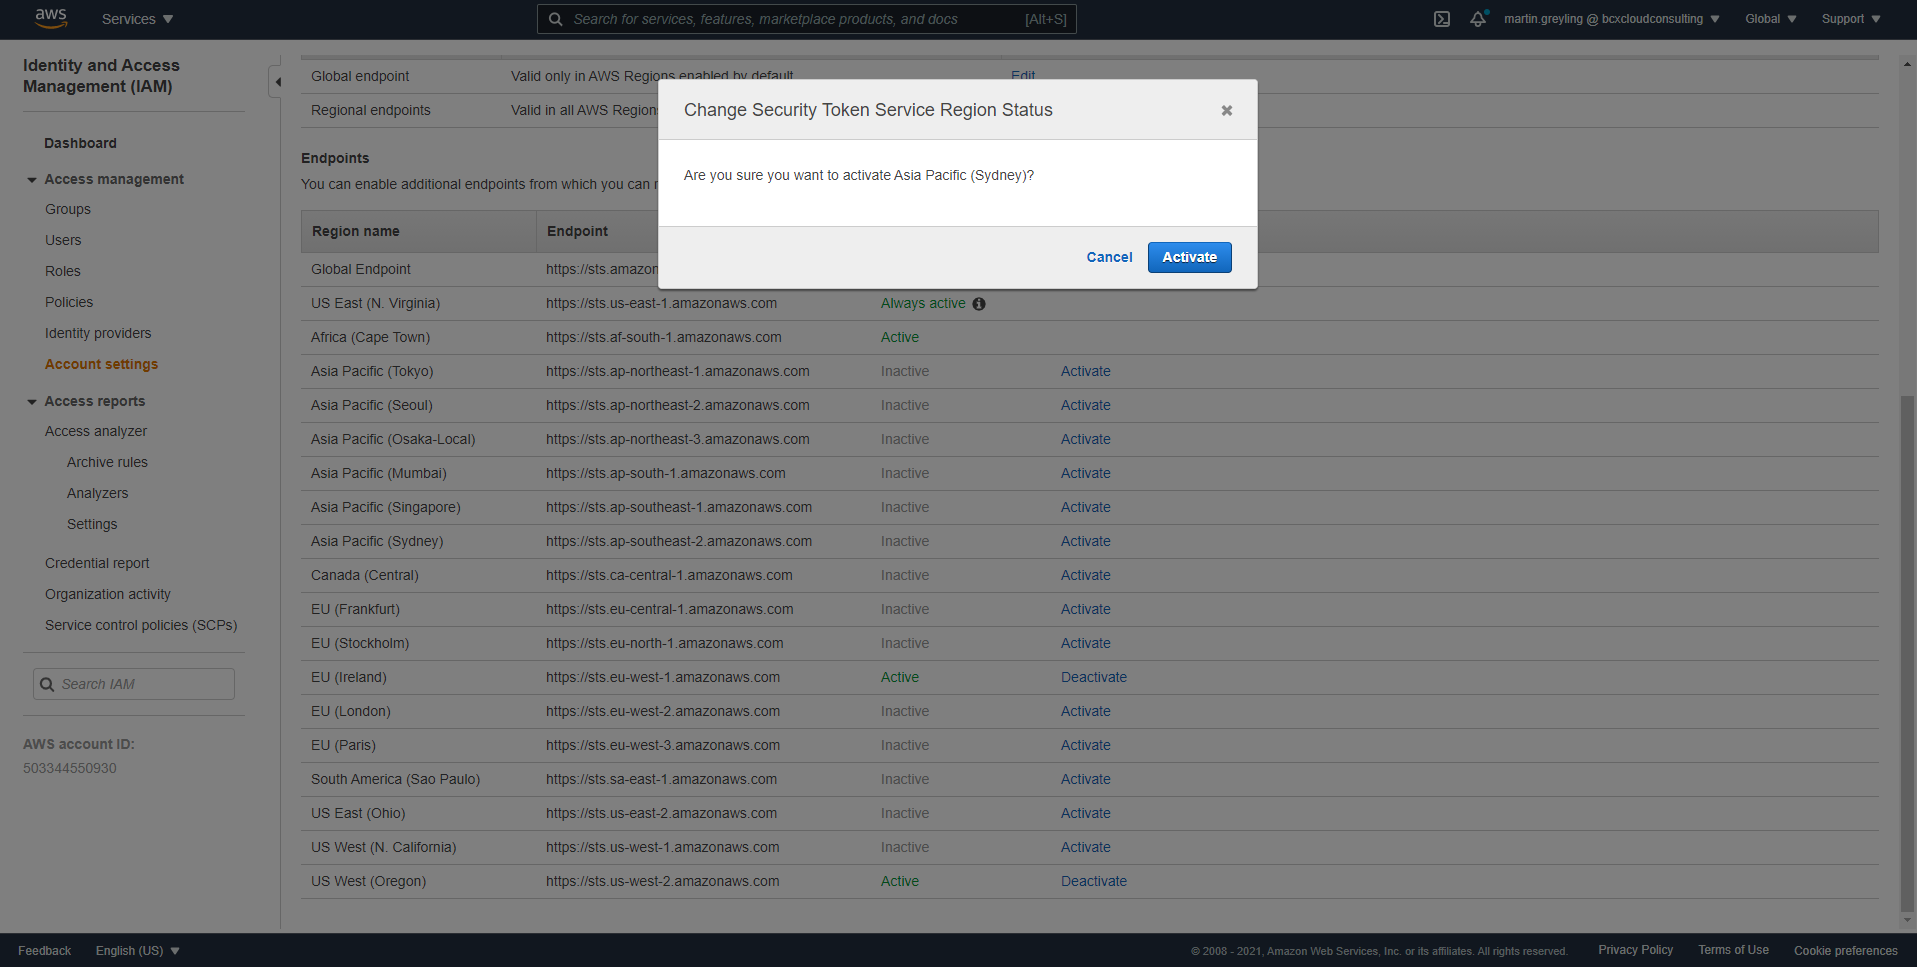 aws
Services
Search for services, features, marketplace products, and docs [Alt+S]
martin.greyling @ bcxcloudconsulting
Global
Support
Identity and Access
Management (IAM)
Dashboard
Access management
Groups
Users
Roles
Policies
Identity providers
Account settings
Access reports
Access analyzer
Archive rules
Analyzers
Settings
Credential report
Organization activity
Service control policies (SCPs)
Search IAM
AWS account ID:
503344550930
Global endpoint Valid only in AWS Regions enabled by default Edit
Regional endpoints Valid in all AWS Regions
Endpoints
You can enable additional endpoints from which you can
Region name Endpoint
Global Endpoint https://sts.amazon
US East (N. Virginia) https://sts.us-east-1.amazonaws.com Always active
Africa (Cape Town) https://sts.af-south-1.amazonaws.com Active
Asia Pacific (Tokyo) https://sts.ap-northeast-1.amazonaws.com Inactive Activate
Asia Pacific (Seoul) https://sts.ap-northeast-2.amazonaws.com Inactive Activate
Asia Pacific (Osaka-Local) https://sts.ap-northeast-3.amazonaws.com Inactive Activate
Asia Pacific (Mumbai) https://sts.ap-south-1.amazonaws.com Inactive Activate
Asia Pacific (Singapore) https://sts.ap-southeast-1.amazonaws.com Inactive Activate
Asia Pacific (Sydney) https://sts.ap-southeast-2.amazonaws.com Inactive Activate
Canada (Central) https://sts.ca-central-1.amazonaws.com Inactive Activate
EU (Frankfurt) https://sts.eu-central-1.amazonaws.com Inactive Activate
EU (Stockholm) https://sts.eu-north-1.amazonaws.com Inactive Activate
EU (Ireland) https://sts.eu-west-1.amazonaws.com Active Deactivate
EU (London) https://sts.eu-west-2.amazonaws.com Inactive Activate
EU (Paris) https://sts.eu-west-3.amazonaws.com Inactive Activate
South America (Sao Paulo) https://sts.sa-east-1.amazonaws.com Inactive Activate
US East (Ohio) https://sts.us-east-2.amazonaws.com Inactive Activate
US West (N. California) https://sts.us-west-1.amazonaws.com Inactive Activate
US West (Oregon) https://sts.us-west-2.amazonaws.com Active Deactivate
Change Security Token Service Region Status
Are you sure you want to activate Asia Pacific (Sydney)?
Cancel Activate
Feedback English (US) © 2008 - 2021, Amazon Web Services, Inc. or its affiliates. All rights reserved. Privacy Policy Terms of Use Cookie preferences